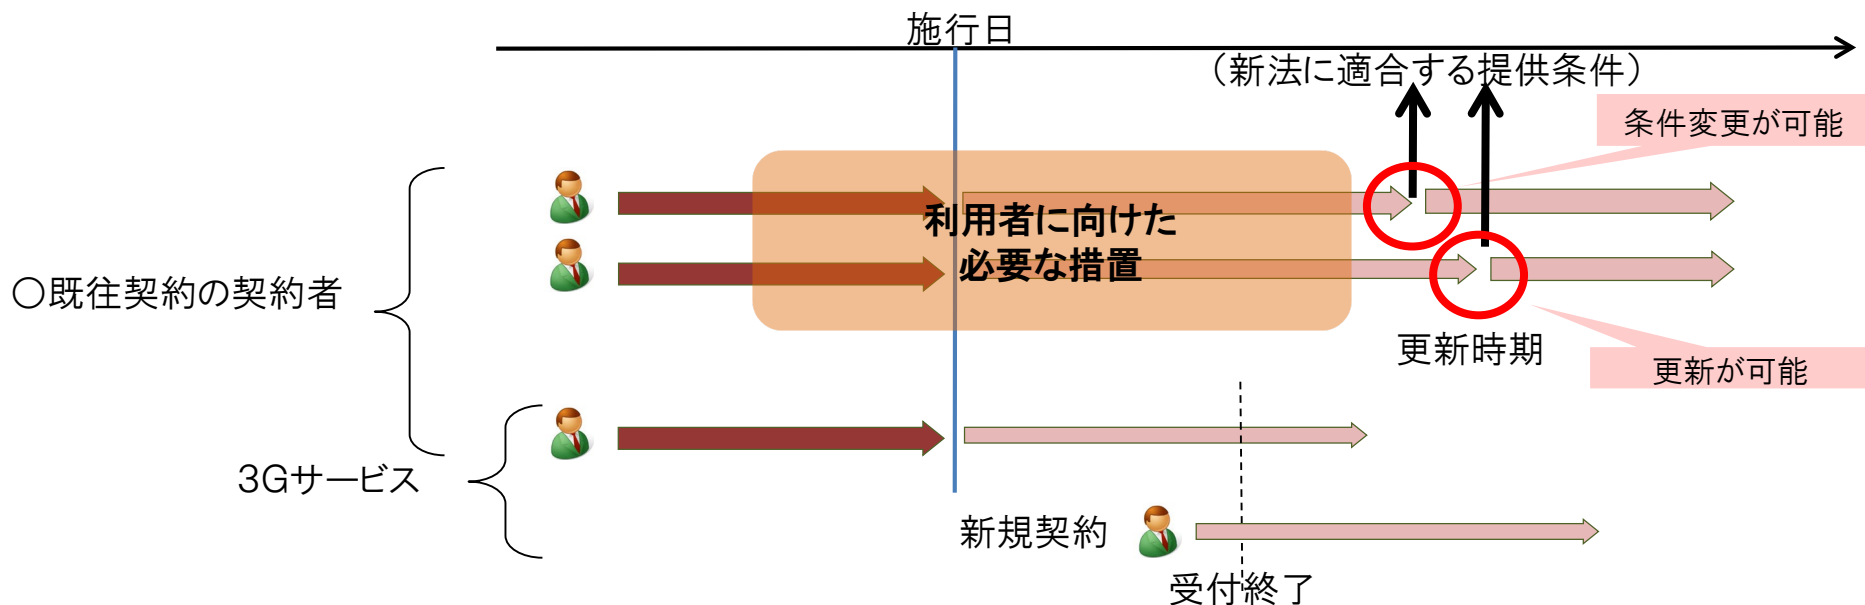 施行日
（新法に適合する提供条件）
条件変更が可能
利用者に向けた
必要な措置
〇既往契約の契約者
更新時期
更新が可能
3Gサービス
新規契約
受付終了